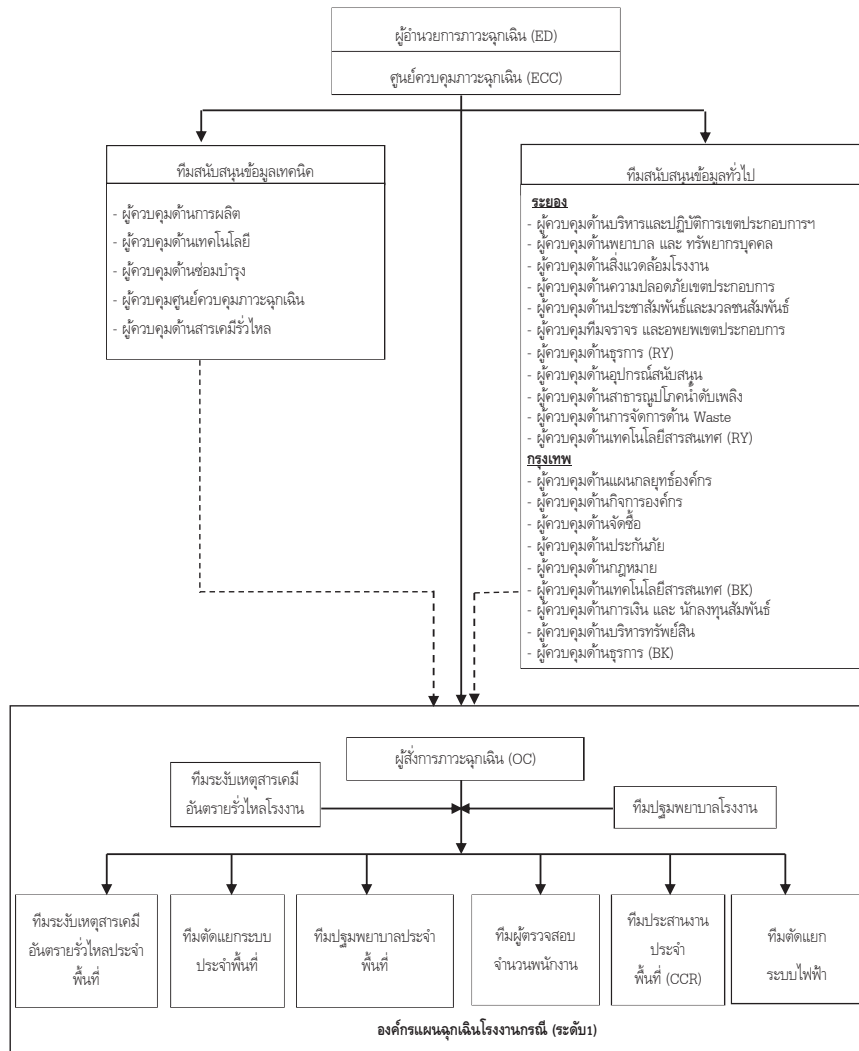 ผู้อำนวยการภาวะฉุกเฉิน (ED)
ศูนย์ควบคุมภาวะฉุกเฉิน (ECC)
ทีมสนับสนุนข้อมูลเทคนิค
- ผู้ควบคุมด้านการผลิต
- ผู้ควบคุมด้านเทคโนโลยี
- ผู้ควบคุมด้านซ่อมบำรุง
- ผู้ควบคุมศูนย์ควบคุมภาวะฉุกเฉิน
- ผู้ควบคุมด้านสารเคมีรั่วไหล
ทีมสนับสนุนข้อมูลทั่วไป
ระยอง
- ผู้ควบคุมด้านบริหารและปฏิบัติการเขตประกอบการฯ
- ผู้ควบคุมด้านพยาบาล และ ทรัพยากรบุคคล
- ผู้ควบคุมด้านสิ่งแวดล้อมโรงงาน
- ผู้ควบคุมด้านความปลอดภัยเขตประกอบการ
- ผู้ควบคุมด้านประชาสัมพันธ์และมวลชนสัมพันธ์
- ผู้ควบคุมทีมจราจร และอพยพเขตประกอบการ
- ผู้ควบคุมด้านธุรการ (RY)
- ผู้ควบคุมด้านอุปกรณ์สนับสนุน
- ผู้ควบคุมด้านสาธารณูปโภคน้ำดับเพลิง
- ผู้ควบคุมด้านการจัดการด้าน Waste
- ผู้ควบคุมด้านเทคโนโลยีสารสนเทศ (RY)
กรุงเทพ
- ผู้ควบคุมด้านแผนกลยุทธ์องค์กร
- ผู้ควบคุมด้านกิจการองค์กร
- ผู้ควบคุมด้านจัดซื้อ
- ผู้ควบคุมด้านประกันภัย
- ผู้ควบคุมด้านกฎหมาย
- ผู้ควบคุมด้านเทคโนโลยีสารสนเทศ (BK)
- ผู้ควบคุมด้านการเงิน และ นักลงทุนสัมพันธ์
- ผู้ควบคุมด้านบริหารทรัพย์สิน
- ผู้ควบคุมด้านธุรการ (BK)
ผู้สั่งการภาวะฉุกเฉิน (OC)
ทีมระงับเหตุสารเคมี
อันตรายรั่วไหลโรงงาน
ทีมปฐมพยาบาลโรงงาน
ทีมระงับเหตุสารเคมี
อันตรายรั่วไหลประจำ
พื้นที่
ทีมตัดแยกระบบ
ประจำพื้นที่
ทีมปฐมพยาบาลประจำ
พื้นที่
ทีมผู้ตรวจสอบ
จำนวนพนักงาน
ทีมประสานงาน
ประจำ
พื้นที่ (CCR)
ทีมตัดแยก
ระบบไฟฟ้า
องค์กรแผนฉุกเฉินโรงงานกรณี (ระดับ1)